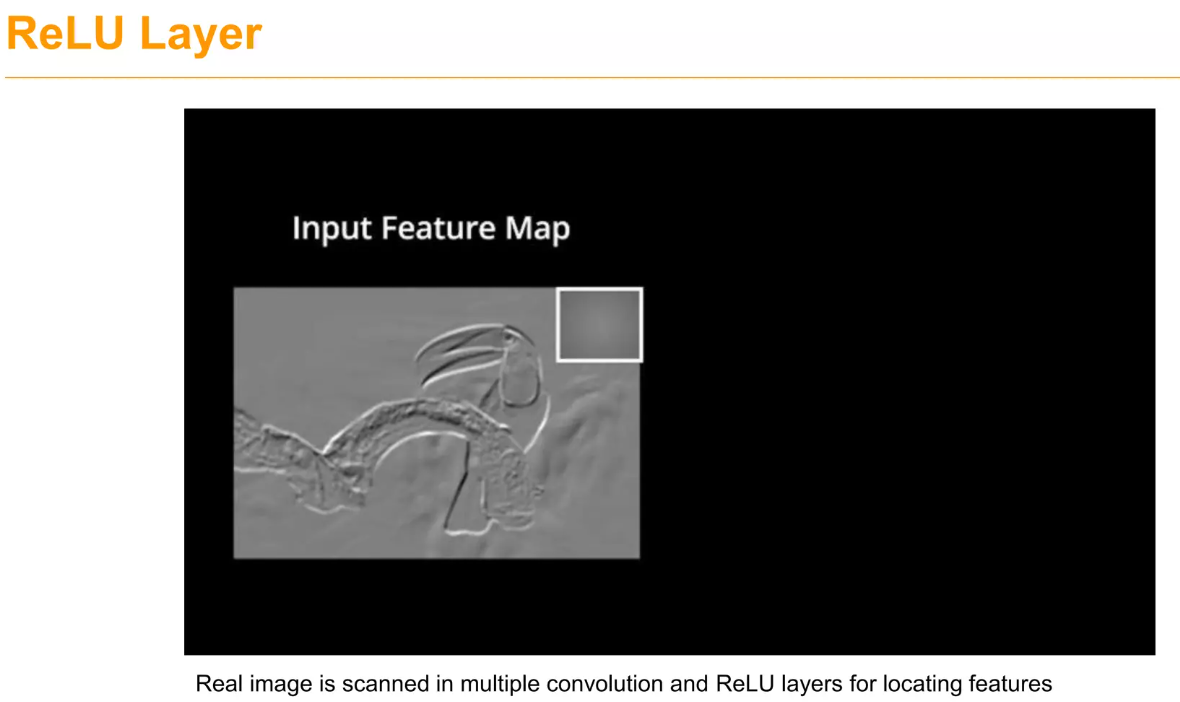 ReLU Layer
Input Feature Map
Real image is scanned in multiple convolution and ReLU layers for locating features